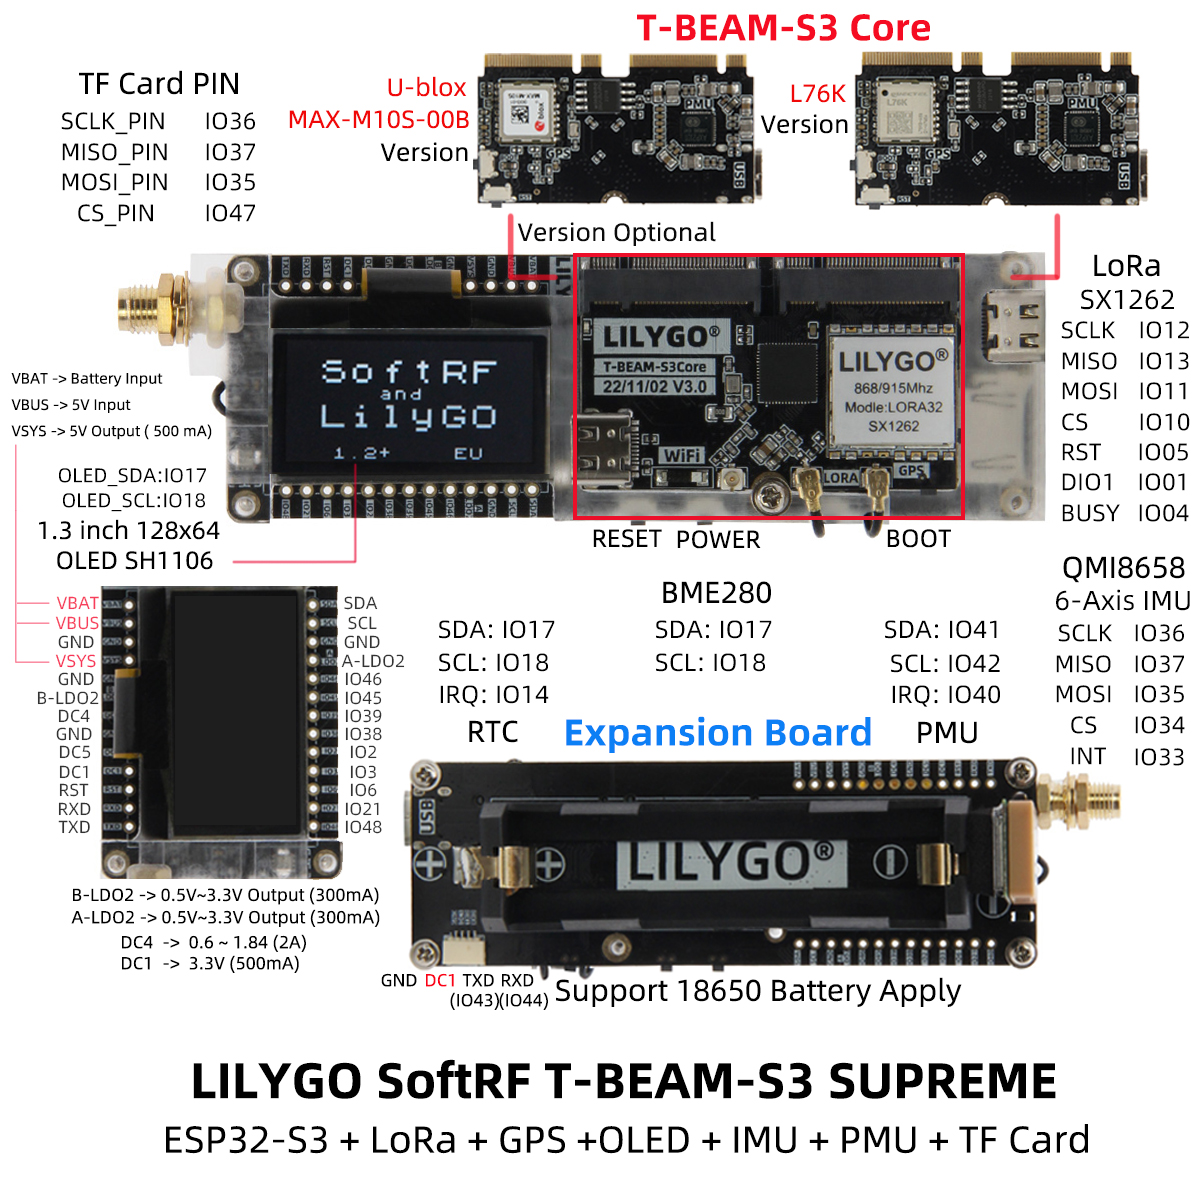 T-BEAM-S3 Core
TF Card PIN
SCLK_PIN IO36
MISO_PIN IO37
MOSI_PIN IO35
CS_PIN IO47
U-blox
MAX-M10S-00B
Version
L76K
Version
PMU
GPS
USB
L76K
PMU
GPS
USB
Version Optional
LoRa
SX1262
SCLK IO12
MISO IO13
MOSI IO11
CS IO10
RST IO05
DIO1 IO01
BUSY IO04
LILYGO®
T-BEAM-S3Core
22/11/02 V3.0
LILYGO®
868/915Mhz
Modle:LORA32
SX1262
WiFi
LORA
GPS
SoftRF
and
LilyGO
1.2+ EU
VBAT -> Battery Input
VBUS -> 5V Input
VSYS -> 5V Output ( 500 mA)
OLED_SDA:IO17
OLED_SCL:IO18
1.3 inch 128x64
OLED SH1106
RESET POWER BOOT
VBAT SDA
VBUS SCL
GND GND
VSYS A-LDO2
GND IO46
B-LDO2 IO45
DC4 IO39
GND IO38
DC5 IO2
DC1 IO3
RST IO6
RXD IO21
TXD IO48
B-LDO2 -> 0.5V~3.3V Output (300mA)
A-LDO2 -> 0.5V~3.3V Output (300mA)
DC4 -> 0.6 ~ 1.84 (2A)
DC1 -> 3.3V (500mA)
SDA: IO17
SCL: IO18
IRQ: IO14
RTC
BME280
SDA: IO17
SCL: IO18
SDA: IO41
SCL: IO42
IRQ: IO40
PMU
QMI8658
6-Axis IMU
SCLK IO36
MISO IO37
MOSI IO35
CS IO34
INT IO33
Expansion Board
USB
LILYGO®
GND DC1 TXD RXD
(IO43)(IO44)
Support 18650 Battery Apply
LILYGO SoftRF T-BEAM-S3 SUPREME
ESP32-S3 + LoRa + GPS +OLED + IMU + PMU + TF Card